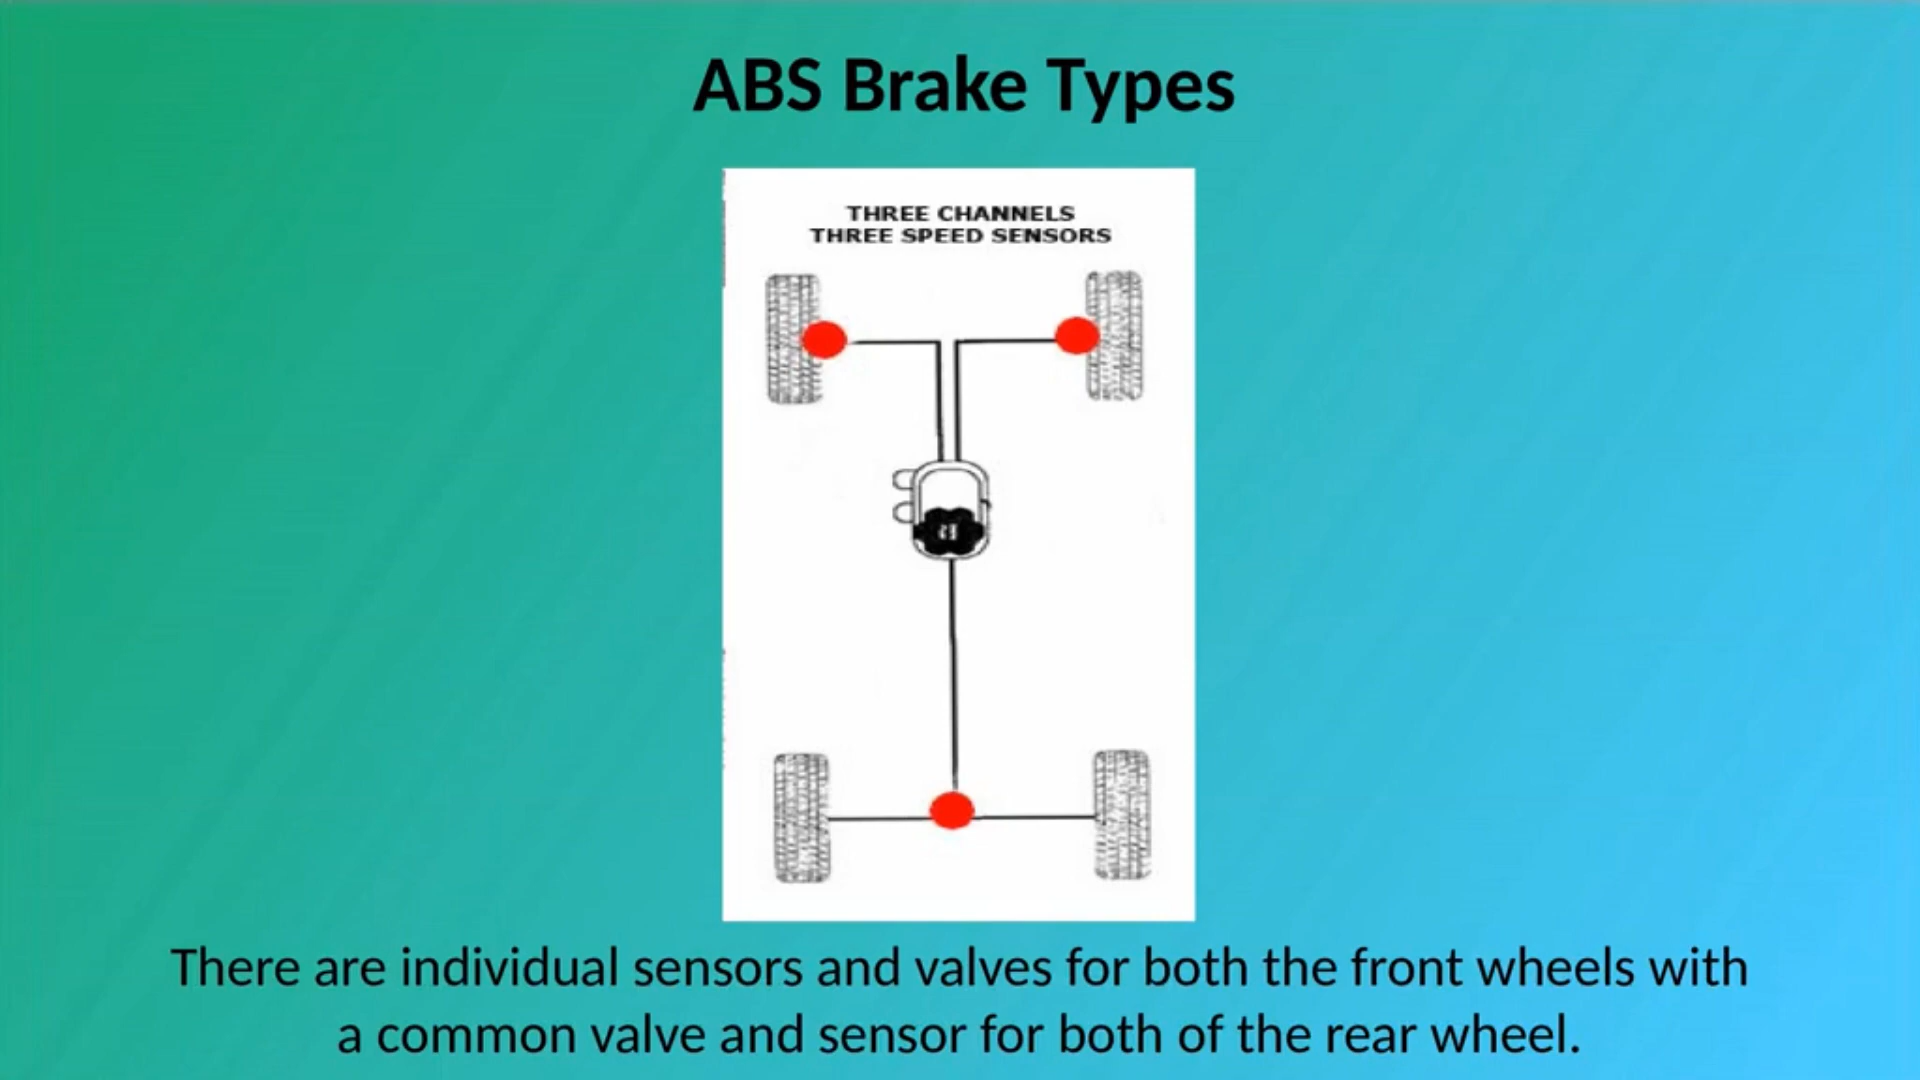 ABS Brake Types
THREE CHANNELS
THREE SPEED SENSORS
There are individual sensors and valves for both the front wheels with
a common valve and sensor for both of the rear wheel.